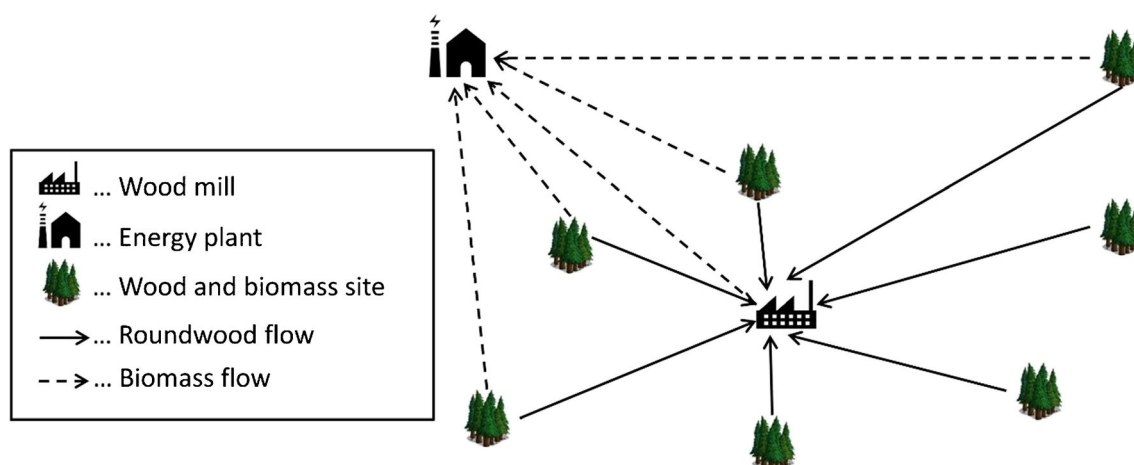 ... Wood mill
... Energy plant
... Wood and biomass site
... Roundwood flow
... Biomass flow